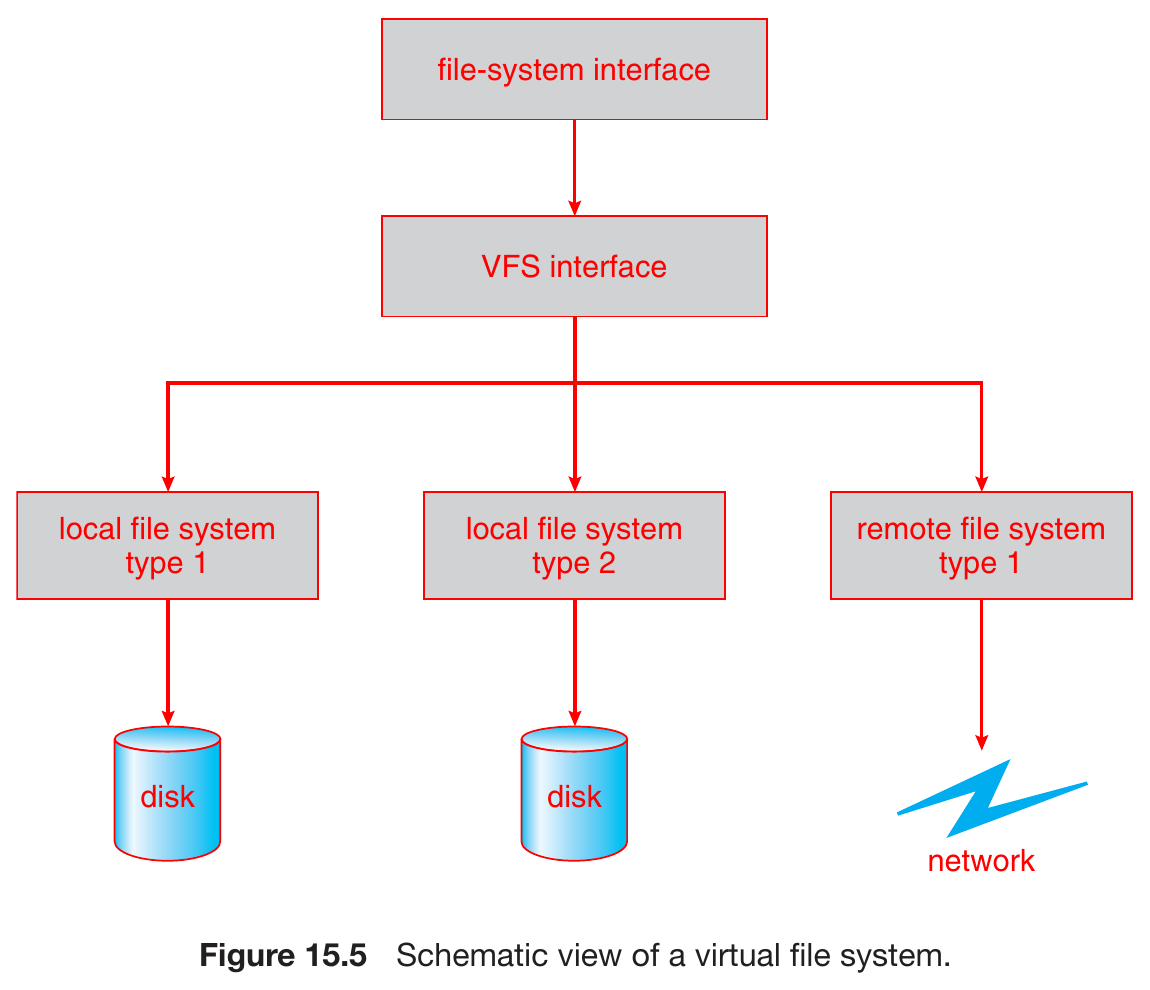 file-system interface
VFS interface
local file system
type 1
local file system
type 2
remote file system
type 1
disk
disk
network
Figure 15.5 Schematic view of a virtual file system.